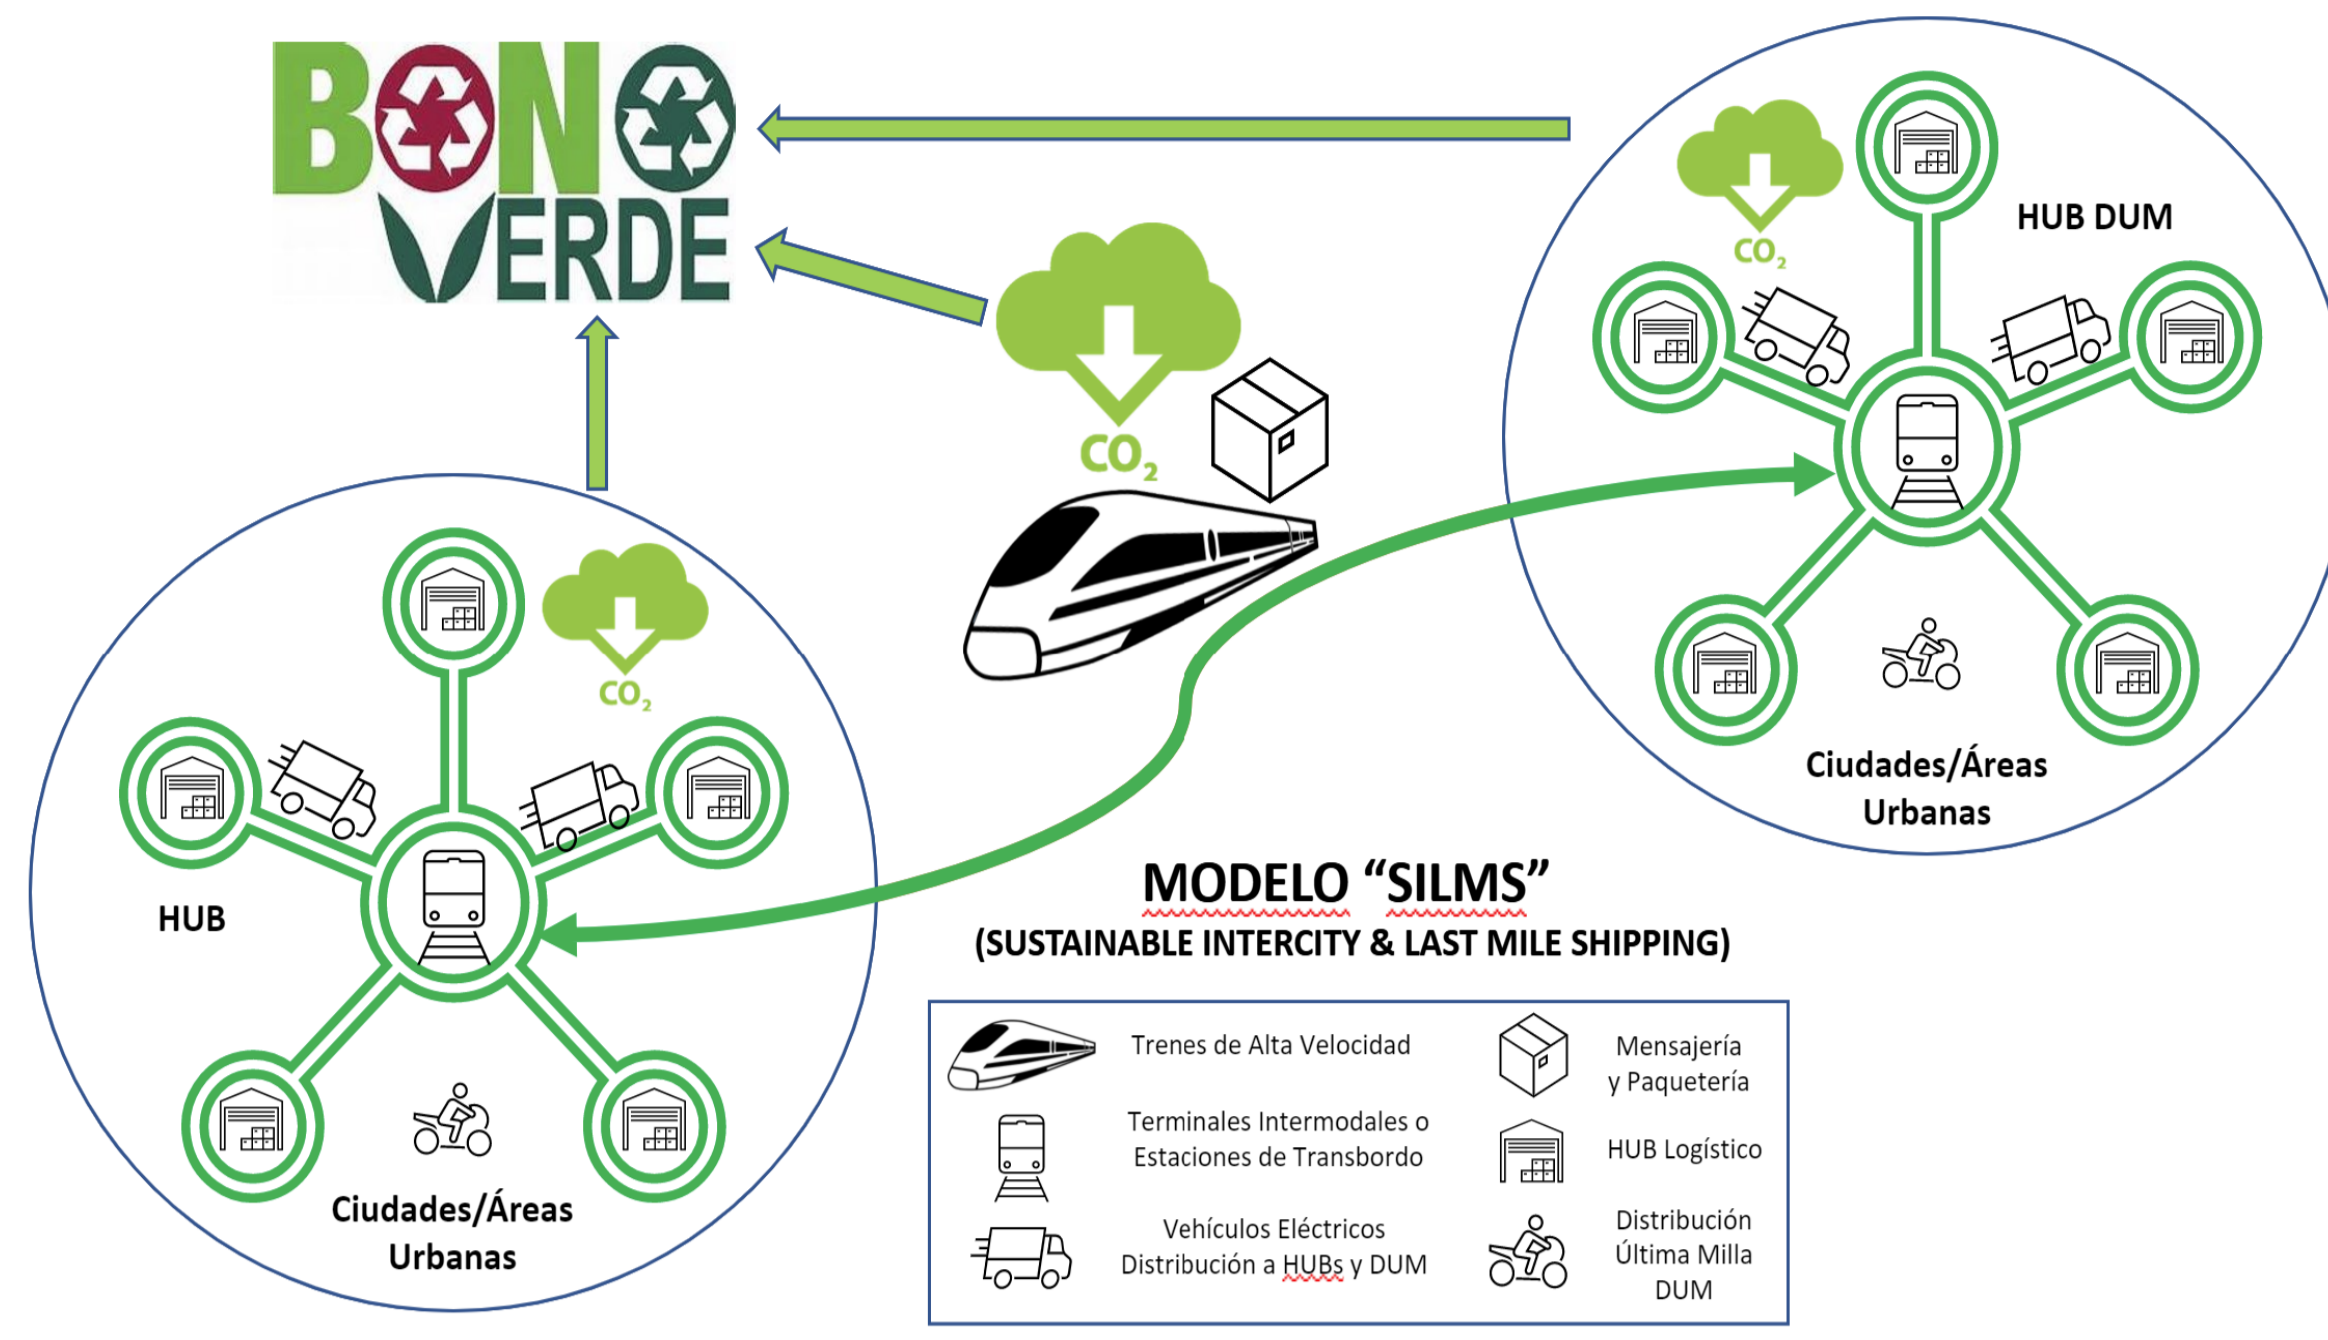 BONO
VERDE
CO₂
HUB DUM
CO₂
Ciudades/Áreas
Urbanas
CO₂
HUB
Ciudades/Áreas
Urbanas
MODELO “SILMS”
(SUSTAINABLE INTERCITY & LAST MILE SHIPPING)
Trenes de Alta Velocidad
Mensajería
y Paquetería
Terminales Intermodales o
Estaciones de Transbordo
HUB Logístico
Vehículos Eléctricos
Distribución a HUBs y DUM
Distribución
Última Milla
DUM